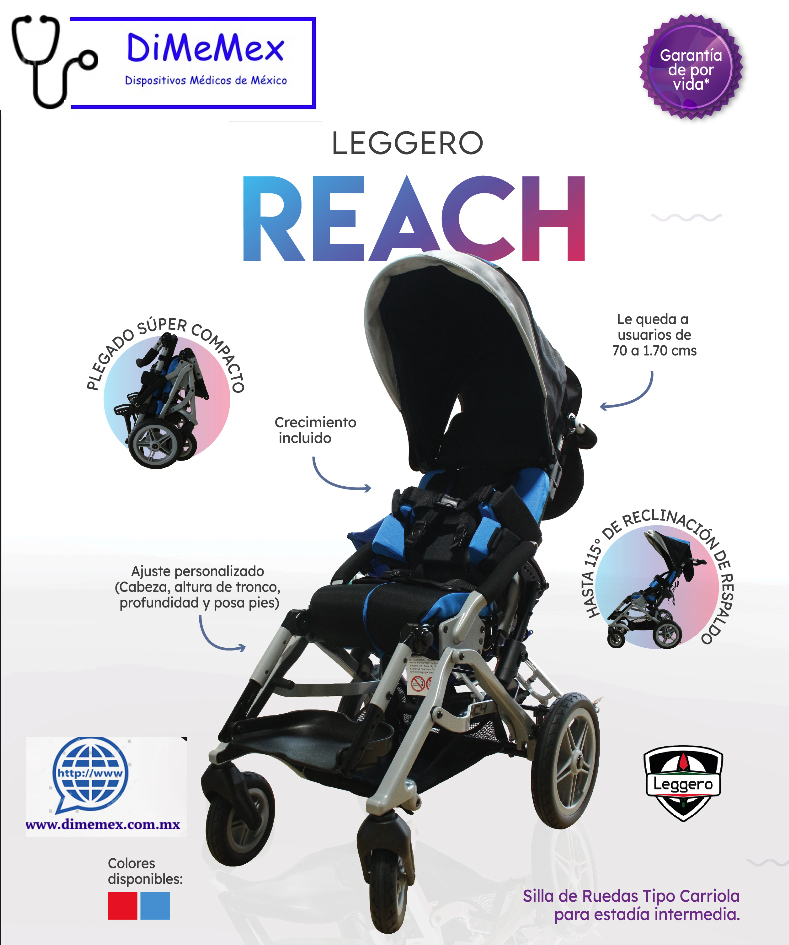 DiMeMex
Dispositivos Médicos de México
Garantía
de por
vida*
LEGGERO
REACH
PLEGADO SÚPER COMPACTO
Le queda a
usuarios de
70 a 1.70 cms
Crecimiento
incluido
HASTA 115° DE RECLINACIÓN DE RESPALDO
Ajuste personalizado
(Cabeza, altura de tronco,
profundidad y posa pies)
http://www
www.dimemex.com.mx
Leggero
Colores
disponibles:
Silla de Ruedas Tipo Carriola
para estadía intermedia.